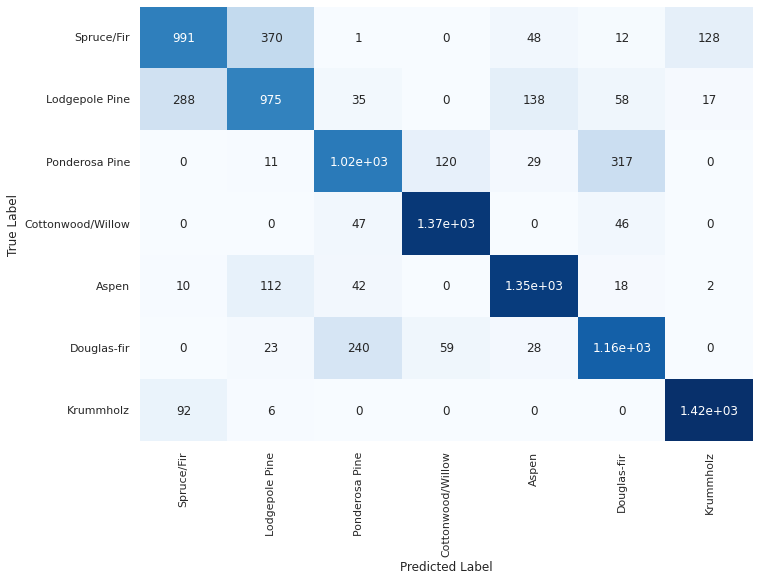 True Label
Spruce/Fir 991 370 1 0 48 12 128
Lodgepole Pine 288 975 35 0 138 58 17
Ponderosa Pine 0 11 1.02e+03 120 29 317 0
Cottonwood/Willow 0 0 47 1.37e+03 0 46 0
Aspen 10 112 42 0 1.35e+03 18 2
Douglas-fir 0 23 240 59 28 1.16e+03 0
Krummholz 92 6 0 0 0 0 1.42e+03
Spruce/Fir
Lodgepole Pine
Ponderosa Pine
Cottonwood/Willow
Aspen
Douglas-fir
Krummholz
Predicted Label